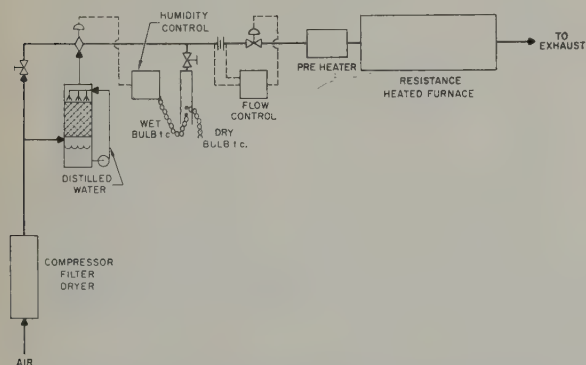 HUMIDITY
CONTROL
TO
EXHAUST
PRE HEATER
RESISTANCE
HEATED FURNACE
FLOW
CONTROL
WET
BULB t c
DRY
BULB t c.
DISTILLED
WATER
COMPRESSOR
FILTER
DRYER
AIR